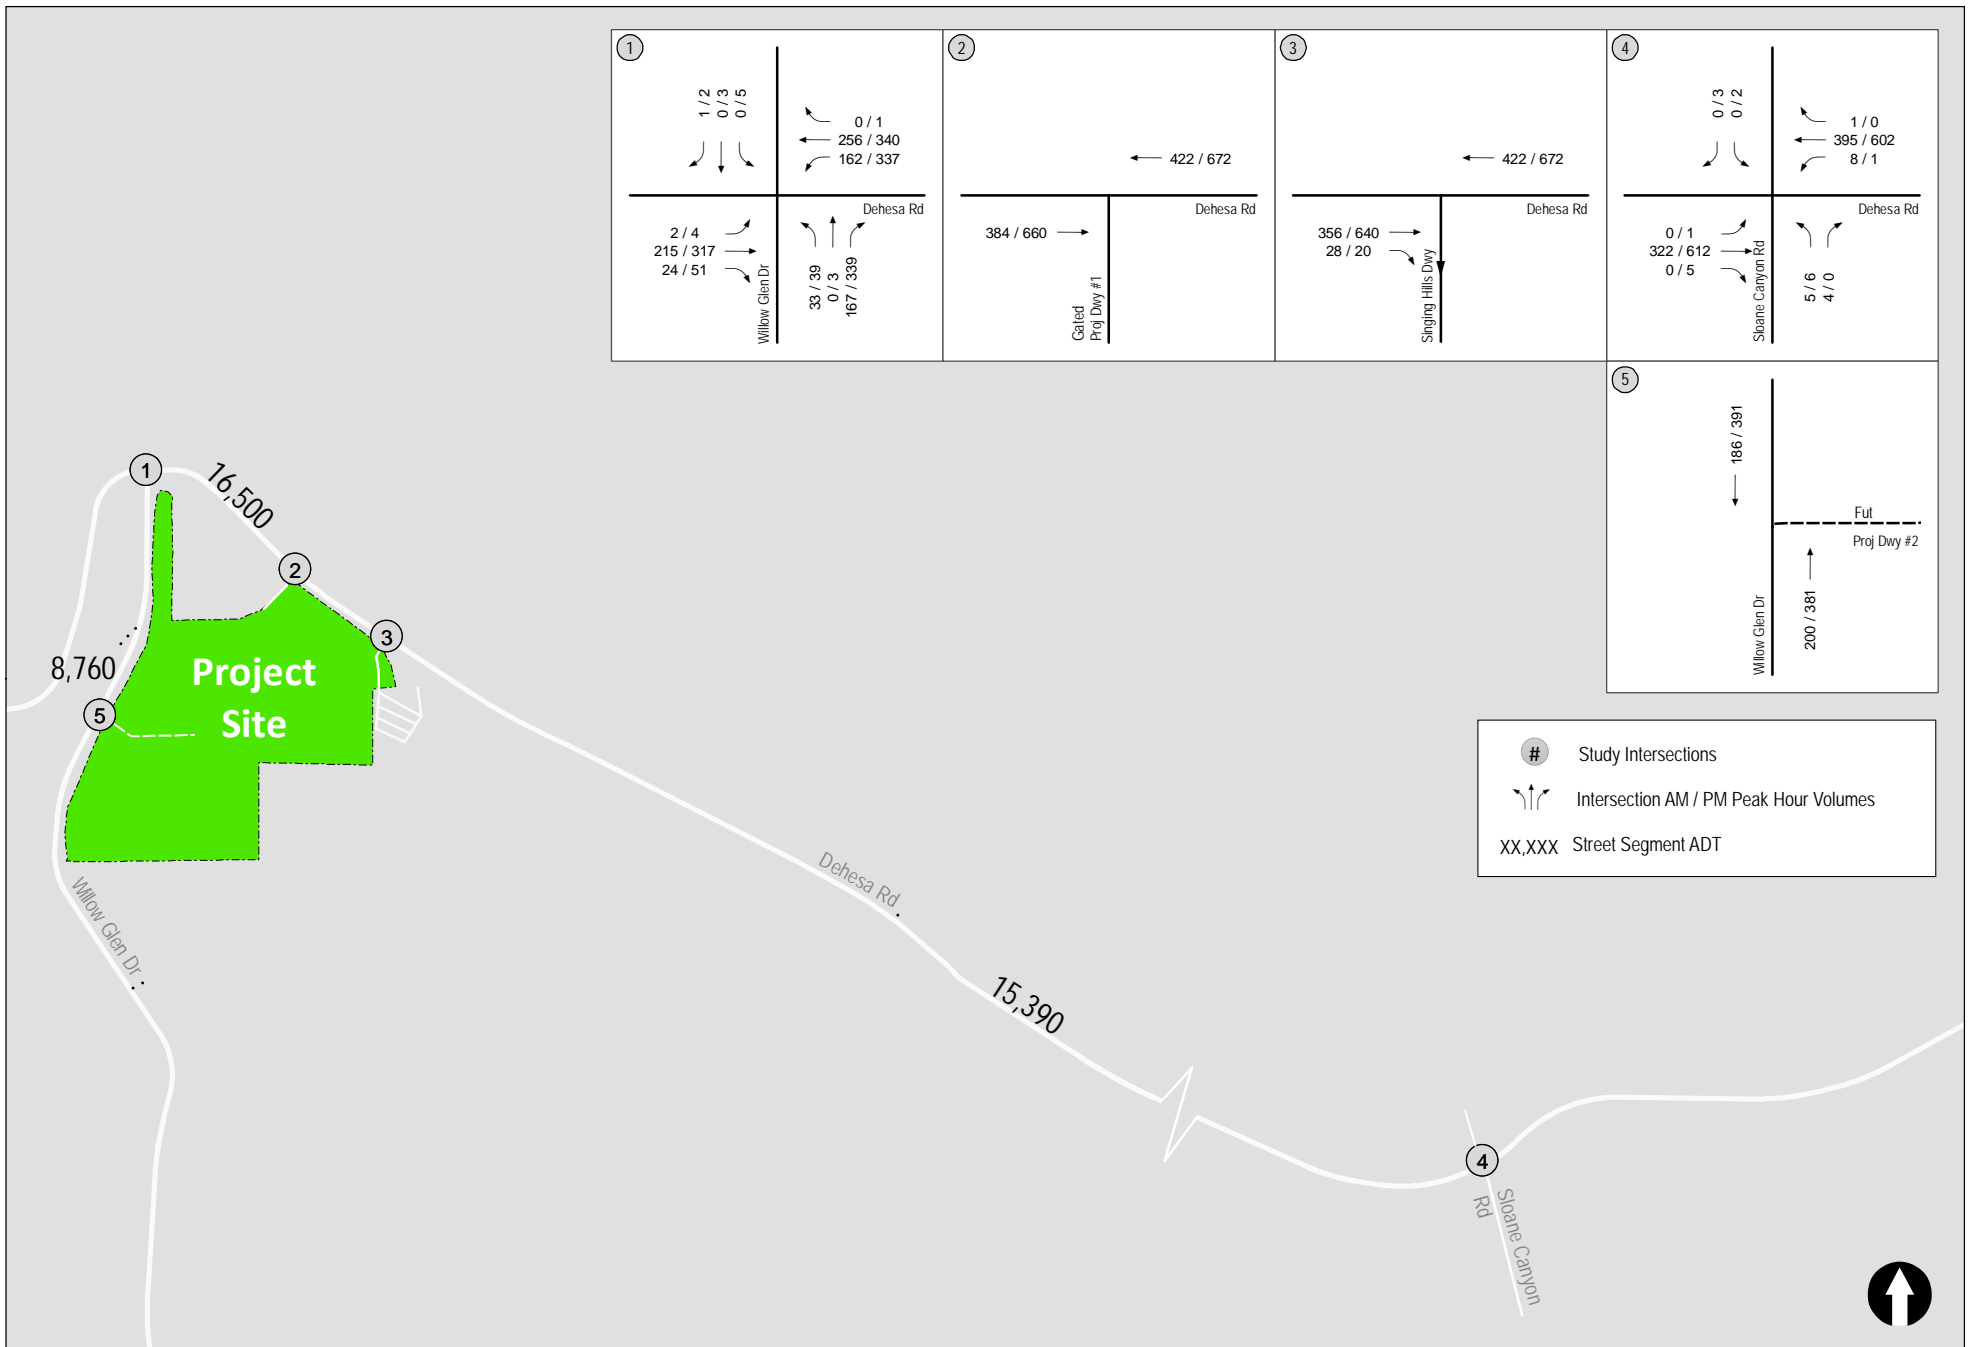 1
1 / 2
0 / 3
0 / 5
0 / 1
256 / 340
162 / 337
Dehesa Rd
2 / 4
215 / 317
24 / 51
33 / 39
0 / 3
167 / 339
Willow Glen Dr
2
422 / 672
Dehesa Rd
384 / 660
Gated
Proj Dwy #1
3
422 / 672
Dehesa Rd
356 / 640
28 / 20
Singing Hills Dwy
4
0 / 3
0 / 2
1 / 0
395 / 602
8 / 1
Dehesa Rd
0 / 1
322 / 612
0 / 5
5 / 6
4 / 0
Sloane Canyon Rd
5
186 / 391
Fut
Proj Dwy #2
200 / 381
Willow Glen Dr
# Study Intersections
Intersection AM / PM Peak Hour Volumes
XX,XXX Street Segment ADT
1
16,500
2
3
8,760
5
Project
Site
Willow Glen Dr
Dehesa Rd
15,390
4
Sloane Canyon
Rd